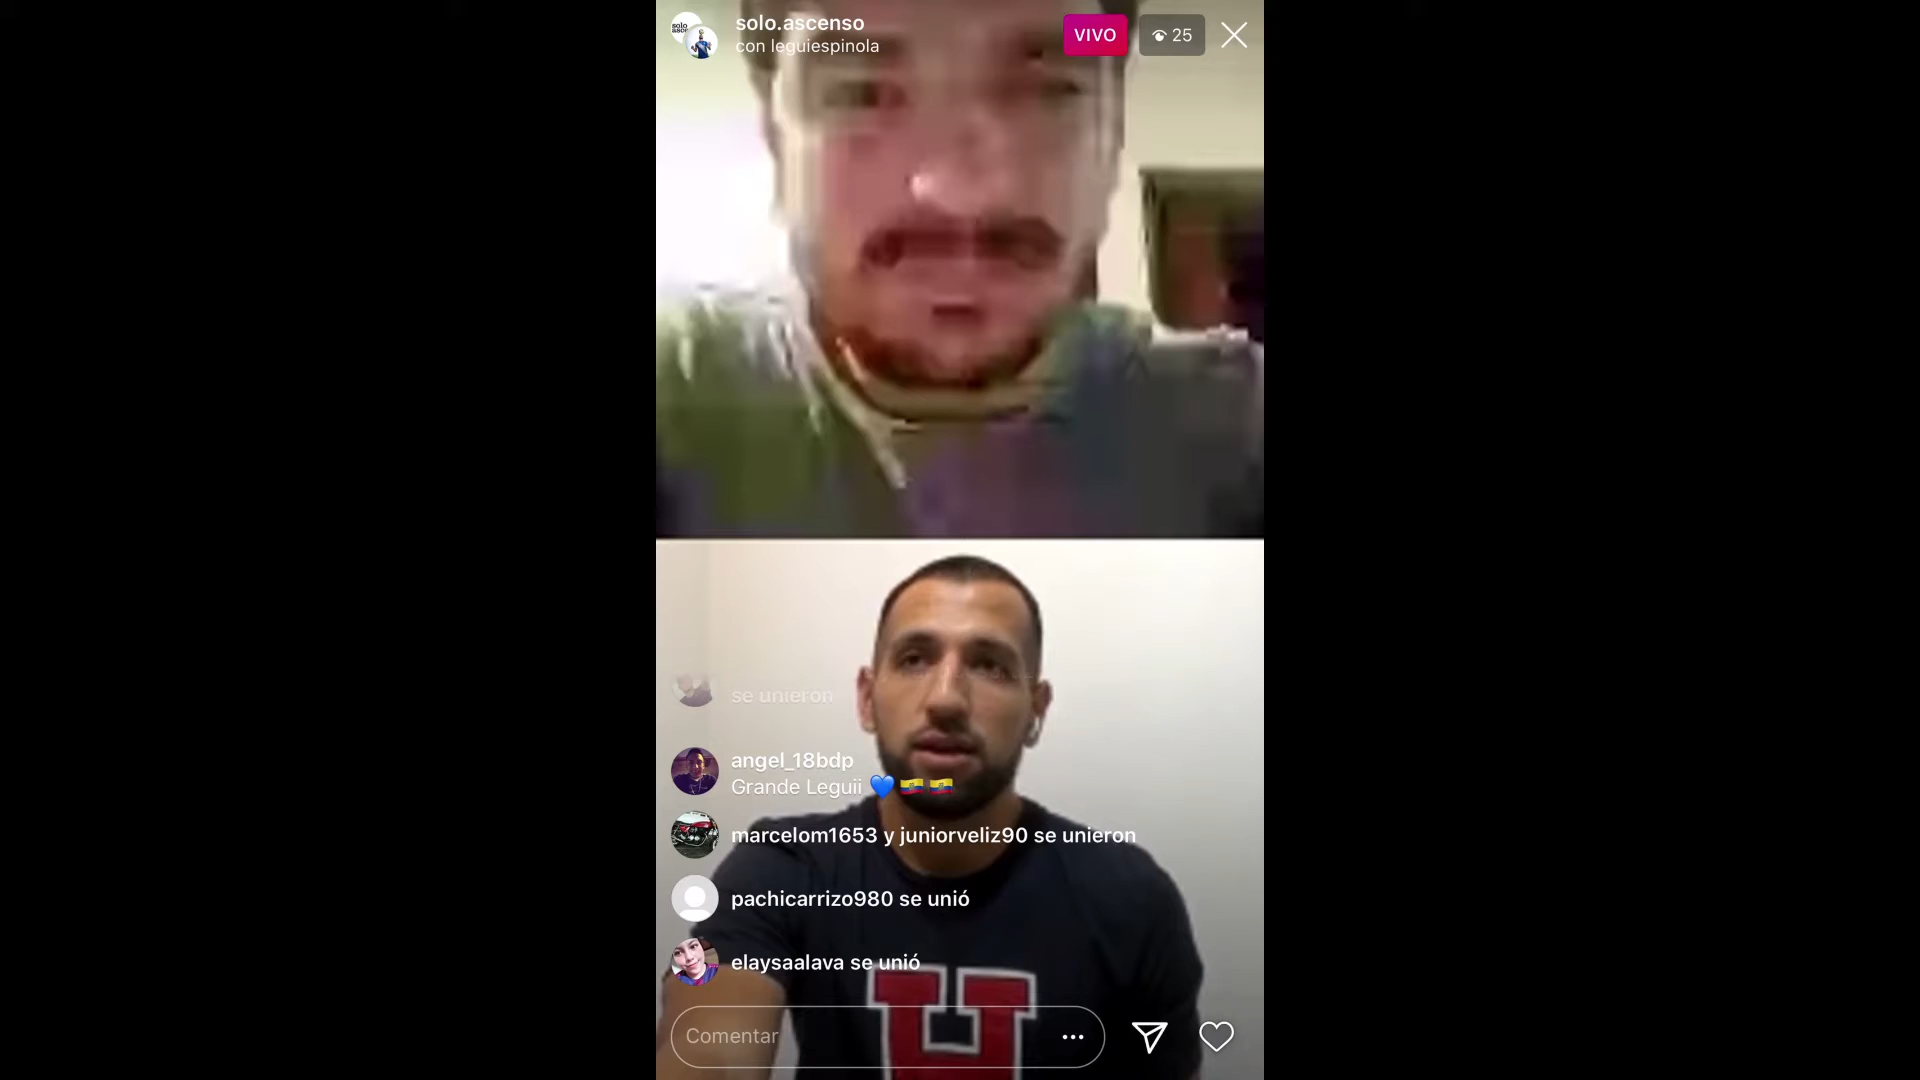 solo.ascenso
con leguiespinola
VIVO
25
se unieron
angel_18bdp
Grande Leguii 💙🇪🇨🇪🇨
marcelom1653 y juniorveliz90 se unieron
pachicarrizo980 se unió
elaysaalava se unió
Comentar